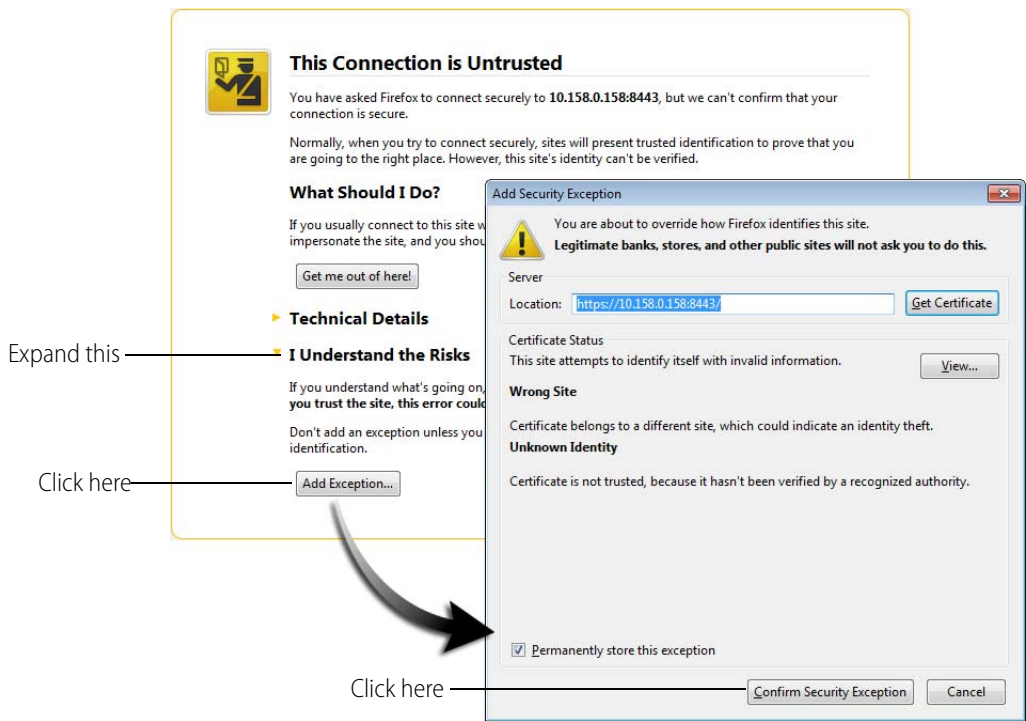 This Connection is Untrusted
You have asked Firefox to connect securely to 10.158.0.158:8443, but we can't confirm that your
connection is secure.
Normally, when you try to connect securely, sites will present trusted identification to prove that you
are going to the right place. However, this site's identity can't be verified.
What Should I Do?
If you usually connect to this site w
impersonate the site, and you shou
Get me out of here!
Technical Details
Expand this
I Understand the Risks
If you understand what's going on,
you trust the site, this error could
Don't add an exception unless you
identification.
Click here
Add Exception...
Add Security Exception
You are about to override how Firefox identifies this site.
Legitimate banks, stores, and other public sites will not ask you to do this.
Server
Location: https://10.158.0.158:8443/ Get Certificate
Certificate Status
This site attempts to identify itself with invalid information.
View...
Wrong Site
Certificate belongs to a different site, which could indicate an identity theft.
Unknown Identity
Certificate is not trusted, because it hasn't been verified by a recognized authority.
Permanently store this exception
Click here
Confirm Security Exception Cancel